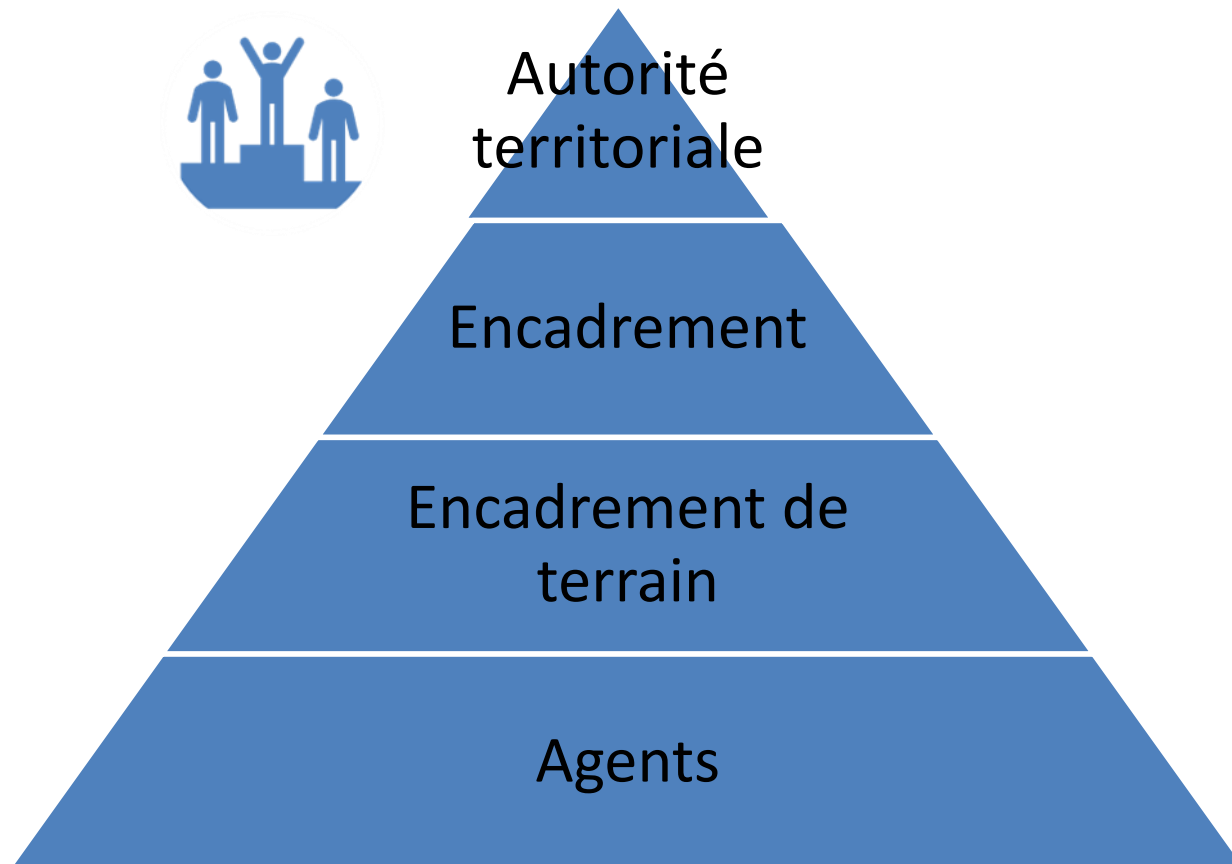 Autorité
territoriale
Encadrement
Encadrement de
terrain
Agents